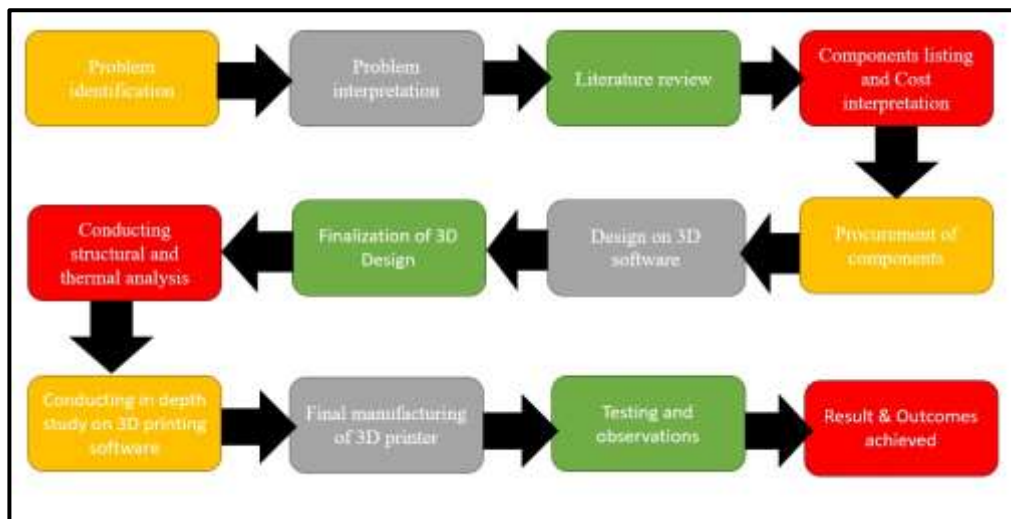 Problem
identification
Problem
interpretation
Literature review
Components listing
and Cost
interpretation
Procurement of
components
Design on 3D
software
Finalization of 3D
Design
Conducting
structural and
thermal analysis
Conducting in depth
study on 3D printing
software
Final manufacturing
of 3D printer
Testing and
observations
Result & Outcomes
achieved